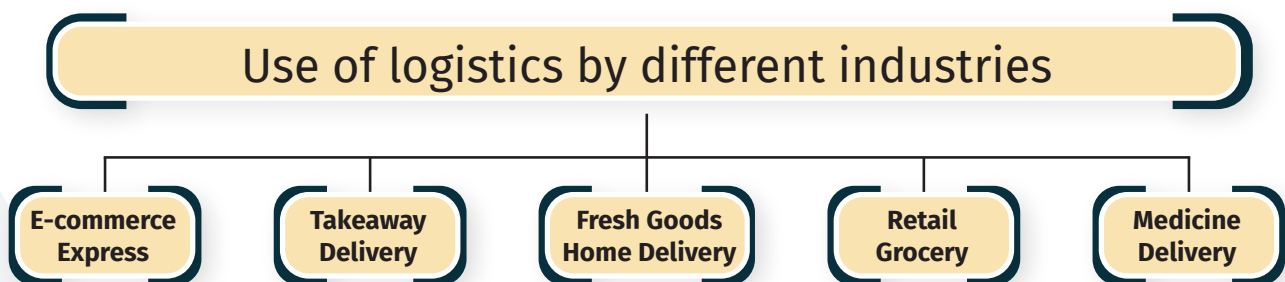 Use of logistics by different industries
E-commerce
Express
Takeaway
Delivery
Fresh Goods
Home Delivery
Retail
Grocery
Medicine
Delivery